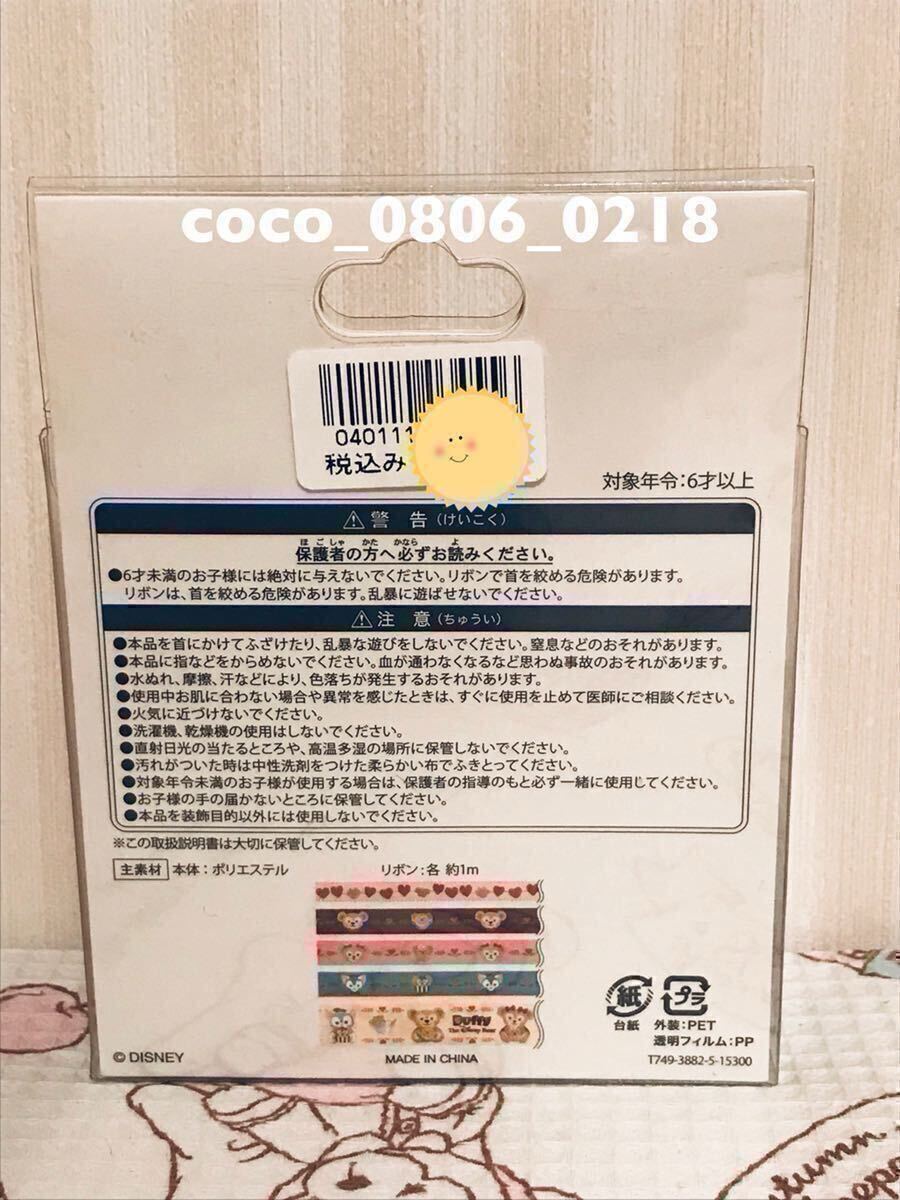 coco_0806_0218
040111
税込み
対象年令:6才以上
⚠警 告(けいこく)
保護者の方へ必ずお読みください。
●6才未満のお子様には絶対に与えないでください。リボンで首を絞める危険があります。
リボンは、首を絞める危険があります。乱暴に遊ばせないでください。
⚠注 意(ちゅうい)
●本品を首にかけてふざけたり、乱暴な遊びをしないでください。窒息などのおそれがあります。
●本品に指などをからめないでください。血が通わなくなるなど思わぬ事故のおそれがあります。
●水ぬれ、摩擦、汗などにより、色落ちが発生するおそれがあります。
●使用中お肌に合わない場合や異常を感じたときは、すぐに使用を止めて医師にご相談ください。
●火気に近づけないでください。
●洗濯機、乾燥機の使用はしないでください。
●直射日光の当たるところや、高温多湿の場所に保管しないでください。
●汚れがついた時は中性洗剤をつけた柔らかい布でふきとってください。
●対象年令未満のお子様が使用する場合は、保護者の指導のもと必ず一緒に使用してください。
●お子様の手の届かないところに保管してください。
●本品を装飾目的以外には使用しないでください。
※この取扱説明書は大切に保管してください。
主素材 本体:ポリエステル リボン:各 約1m
Duffy
The Disney Bear
紙 プラ
台紙 外装:PET
透明フィルム:PP
© DISNEY MADE IN CHINA T749-3882-5-15300